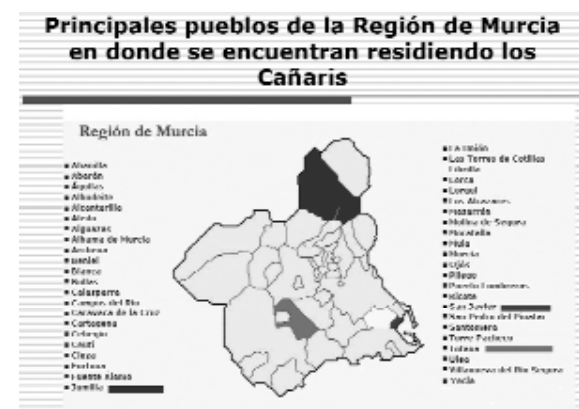 Principales pueblos de la Región de Murcia
en donde se encuentran residiendo los
Cañaris
Región de Murcia
Abanilla
Abarán
Águilas
Albudeite
Alcantarilla
Aledo
Alguazas
Alhama de Murcia
Archena
Beniel
Blanca
Bullas
Calasparra
Campos del Río
Caravaca de la Cruz
Cartagena
Cehegín
Ceutí
Cieza
Fortuna
Fuente Álamo
Jumilla
La Unión
Las Torres de Cotillas
Librilla
Lorca
Lorquí
Los Alcázares
Mazarrón
Molina de Segura
Moratalla
Mula
Murcia
Ojós
Pliego
Puerto Lumbreras
Ricote
San Javier
San Pedro del Pinatar
Santomera
Torre Pacheco
Totana
Ulea
Villanueva del Río Segura
Yecla